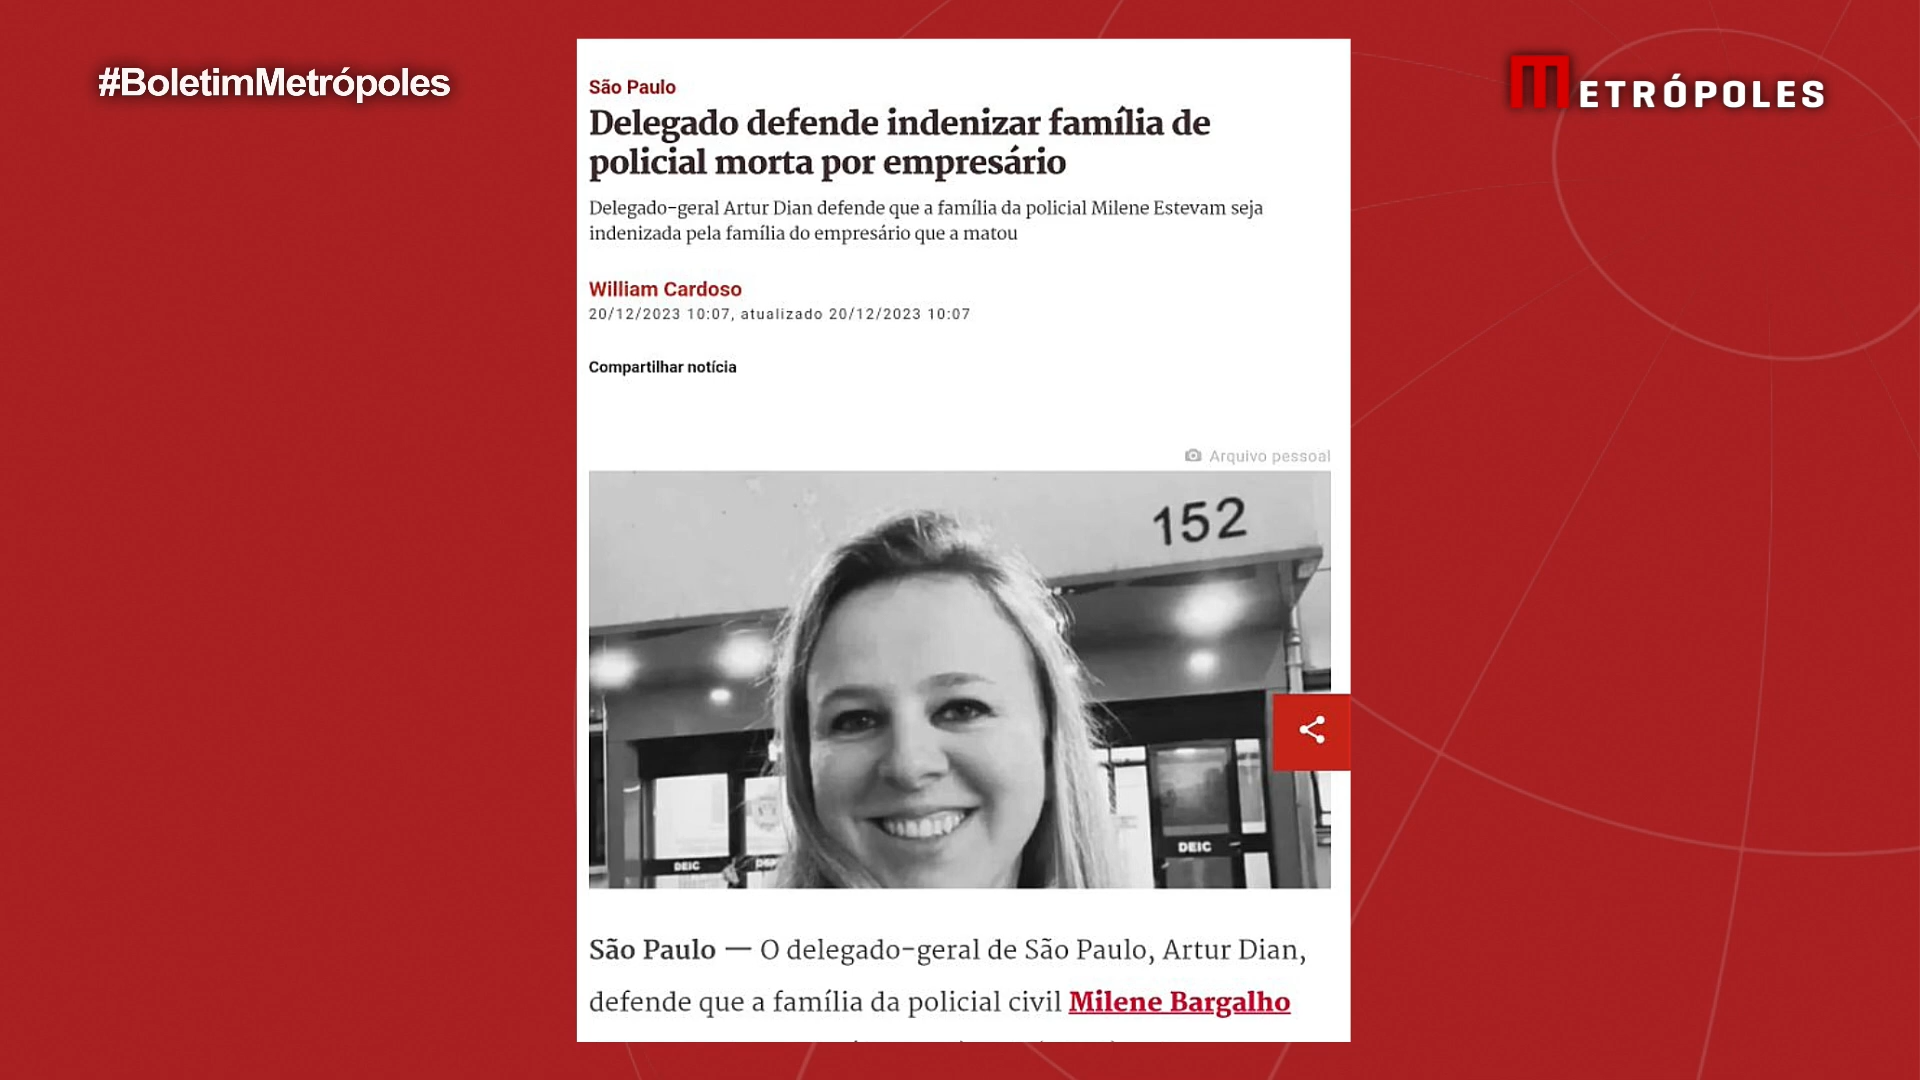 #BoletimMetrópoles
METRÓPOLES
São Paulo
Delegado defende indenizar família de
policial morta por empresário
Delegado-geral Artur Dian defende que a família da policial Milene Estevam seja
indenizada pela família do empresário que a matou
William Cardoso
20/12/2023 10:07, atualizado 20/12/2023 10:07
Compartilhar notícia
Arquivo pessoal
152
DEIC
DEIC
São Paulo — O delegado-geral de São Paulo, Artur Dian,
defende que a família da policial civil Milene Bargalho